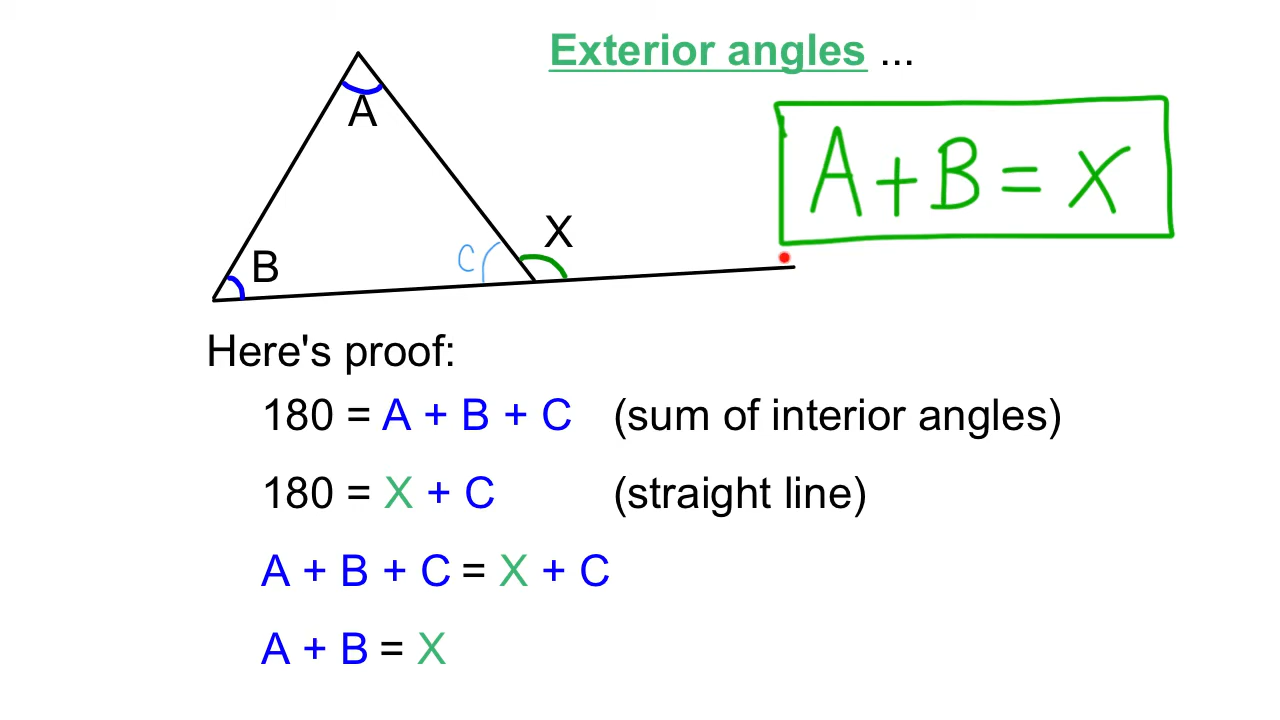 Exterior angles ...
A
A + B = X
X
C
B
Here's proof:
180 = A + B + C (sum of interior angles)
180 = X + C (straight line)
A + B + C = X + C
A + B = X